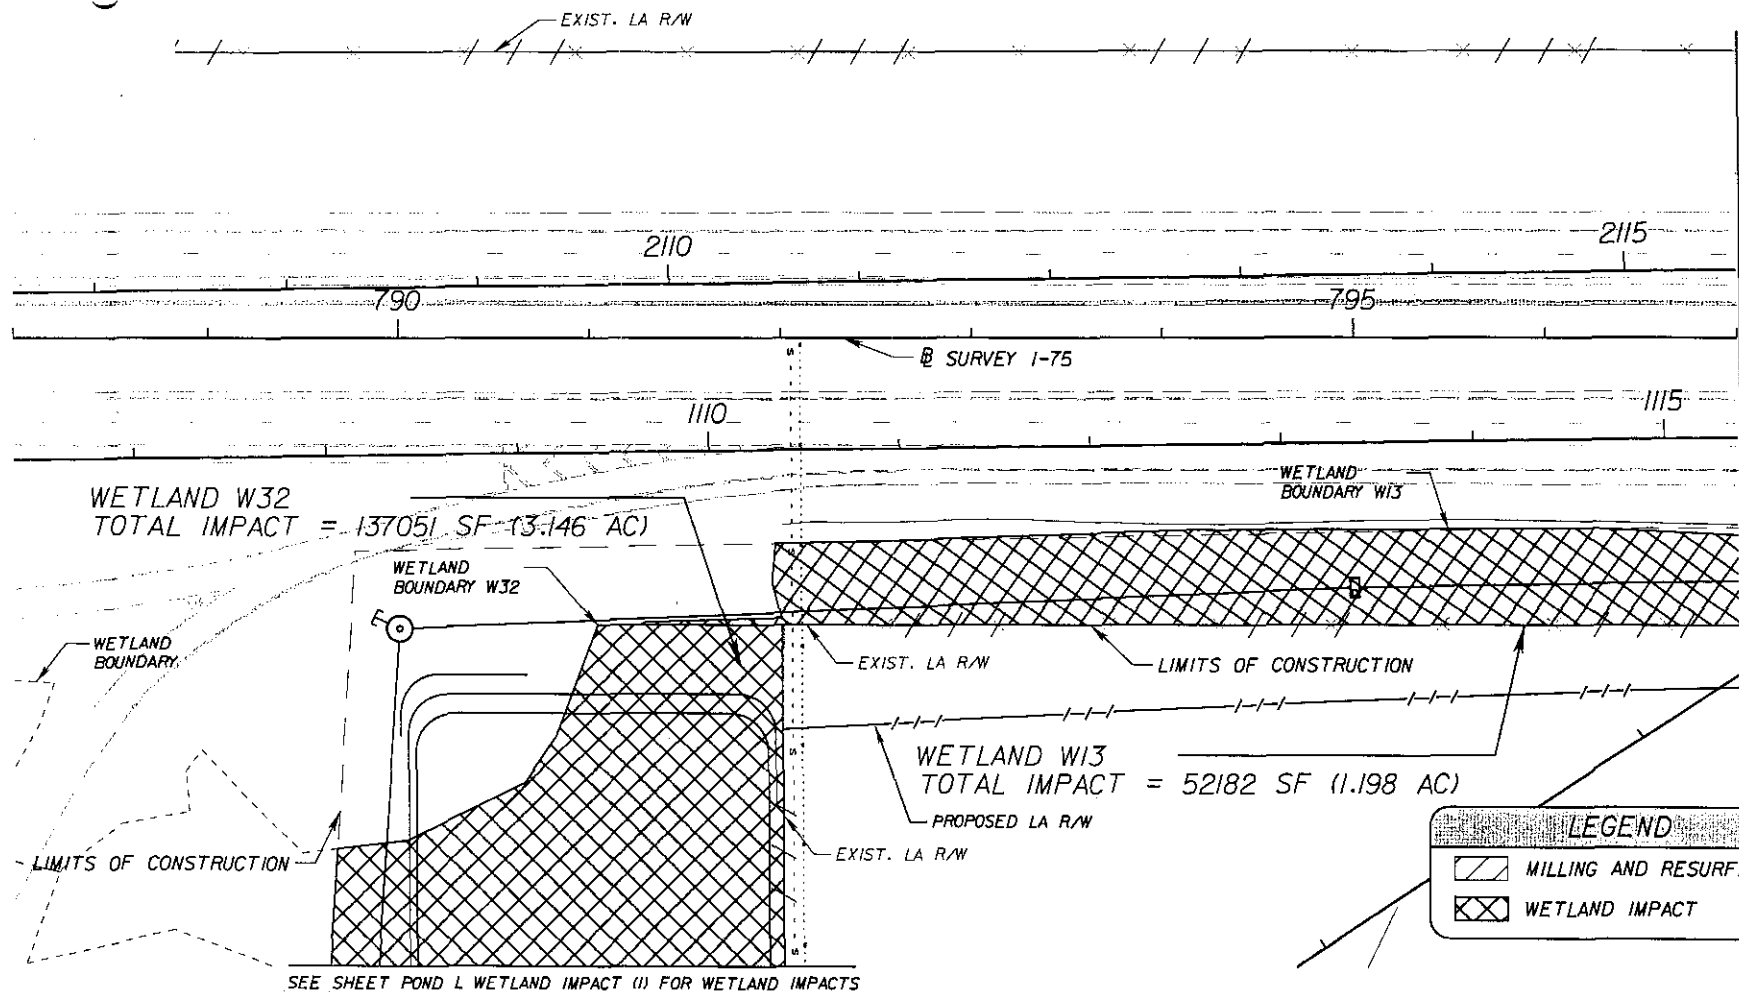 EXIST. LA R/W
2110
2115
790
795
BL SURVEY I-75
1110
1115
WETLAND
BOUNDARY W13
WETLAND W32
TOTAL IMPACT = 137051 SF (3.146 AC)
WETLAND
BOUNDARY W32
WETLAND
BOUNDARY
EXIST. LA R/W
LIMITS OF CONSTRUCTION
WETLAND W13
TOTAL IMPACT = 52182 SF (1.198 AC)
PROPOSED LA R/W
EXIST. LA R/W
LIMITS OF CONSTRUCTION
LEGEND
MILLING AND RESURF
WETLAND IMPACT
SEE SHEET POND L WETLAND IMPACT (1) FOR WETLAND IMPACTS